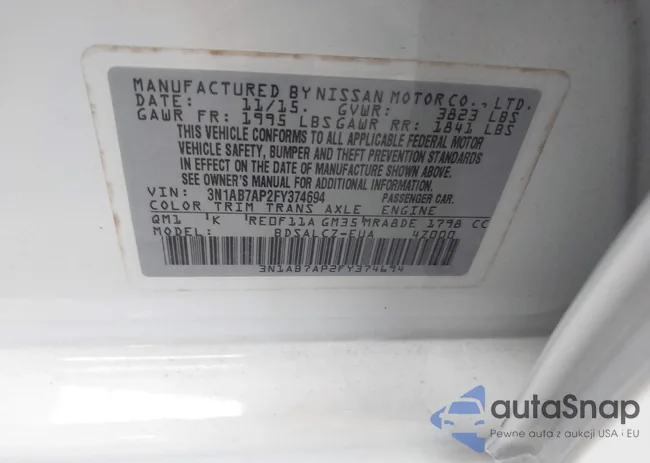 MANUFACTURED BY NISSAN MOTOR CO., LTD.
DATE: 11/15. GVWR: 3823 LBS
GAWR FR: 1995 LBS GAWR RR: 1841 LBS
THIS VEHICLE CONFORMS TO ALL APPLICABLE FEDERAL MOTOR
VEHICLE SAFETY, BUMPER AND THEFT PREVENTION STANDARDS
IN EFFECT ON THE DATE OF MANUFACTURE SHOWN ABOVE.
SEE OWNER'S MANUAL FOR ADDITIONAL INFORMATION.
VIN: 3N1AB7AP2FY374694 PASSENGER CAR.
COLOR TRIM TRANS AXLE ENGINE
QM1 K RE0F11A GM35 MRA8DE 1798 CC
MODEL: BDSALCZ-EUA 4Z000
3N1AB7AP2FY374694
autoSnap
Pewne auta z aukcji USA i EU